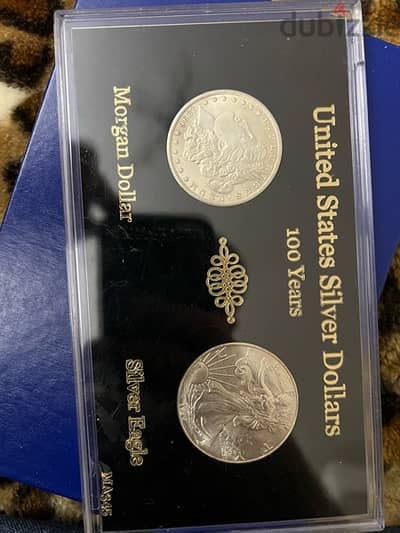 United States Silver Dollars
100 Years
Morgan Dollar
Silver Eagle
dubizzle